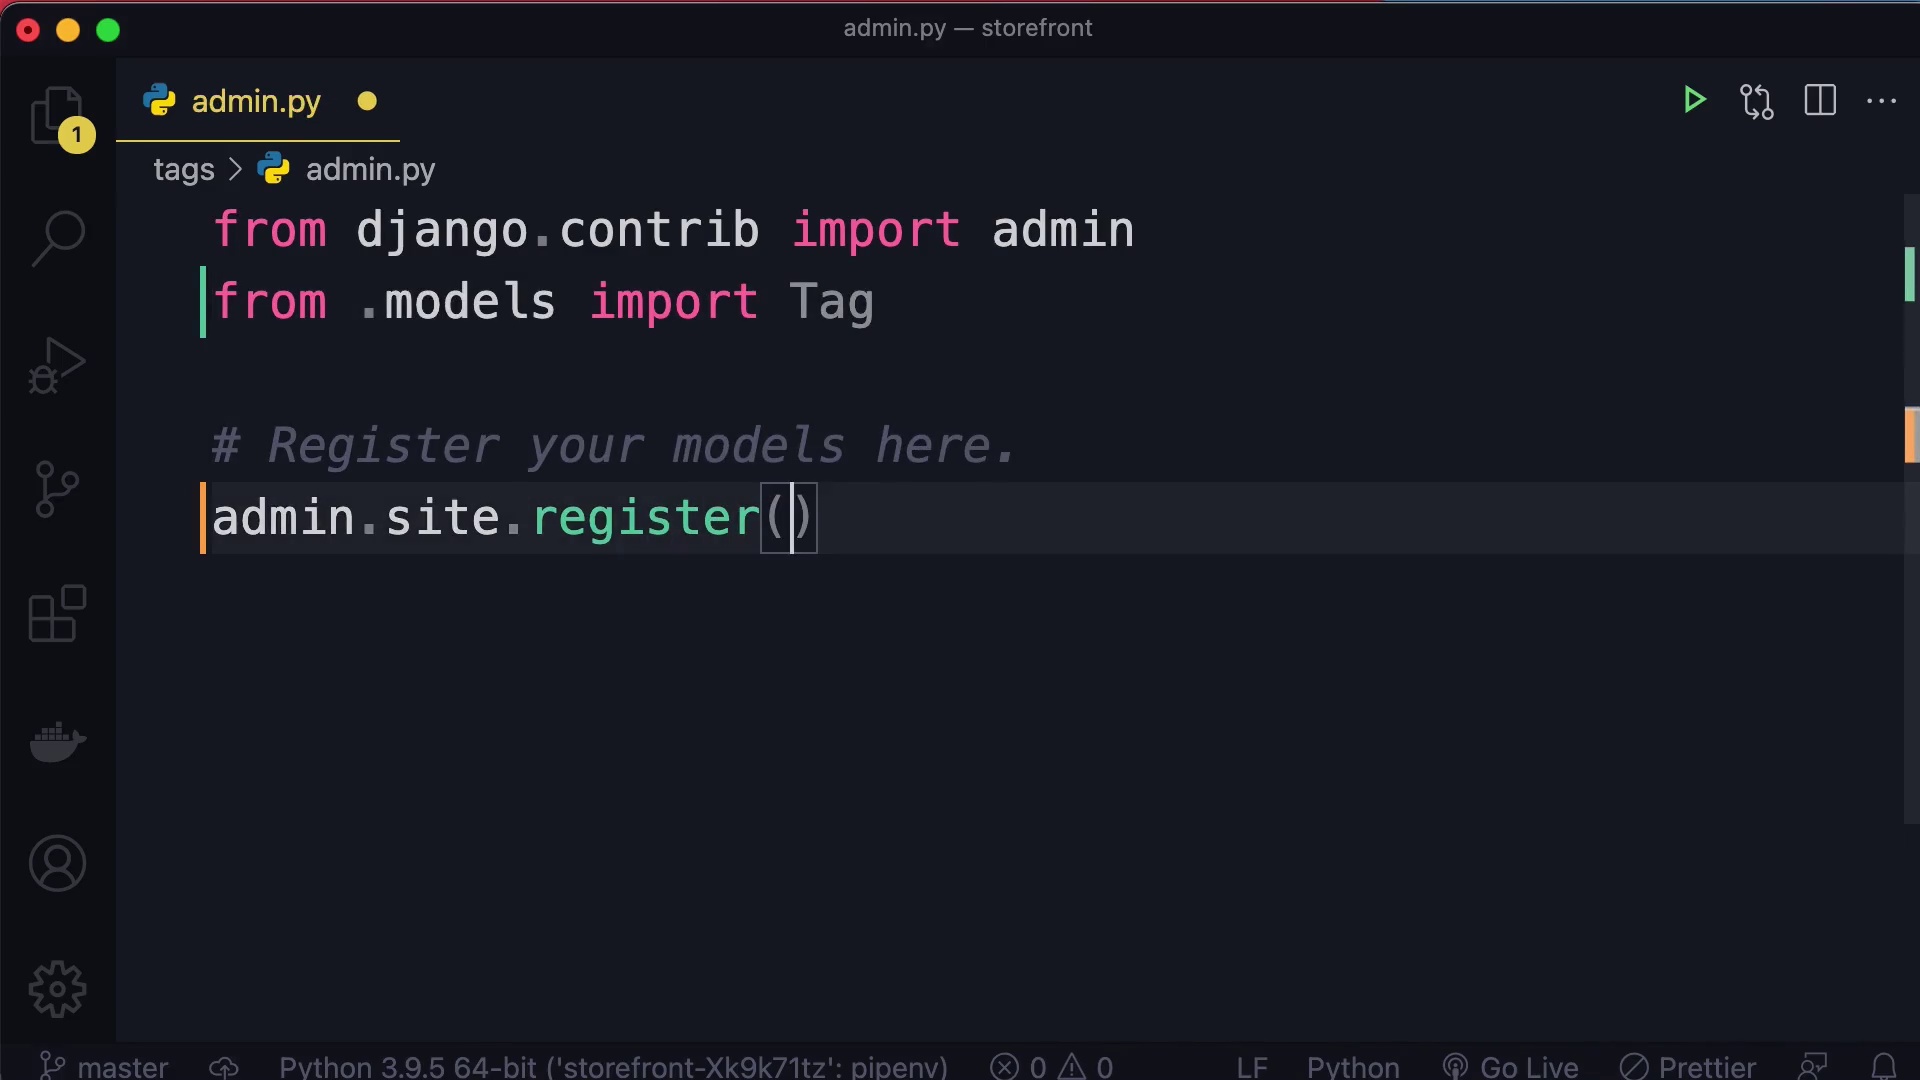 admin.py — storefront
admin.py
1
tags > admin.py
from django.contrib import admin
from .models import Tag
# Register your models here.
admin.site.register()
master Python 3.9.5 64-bit ('storefront-Xk9k71tz': pipenv) 0 0 LF Python Go Live Prettier